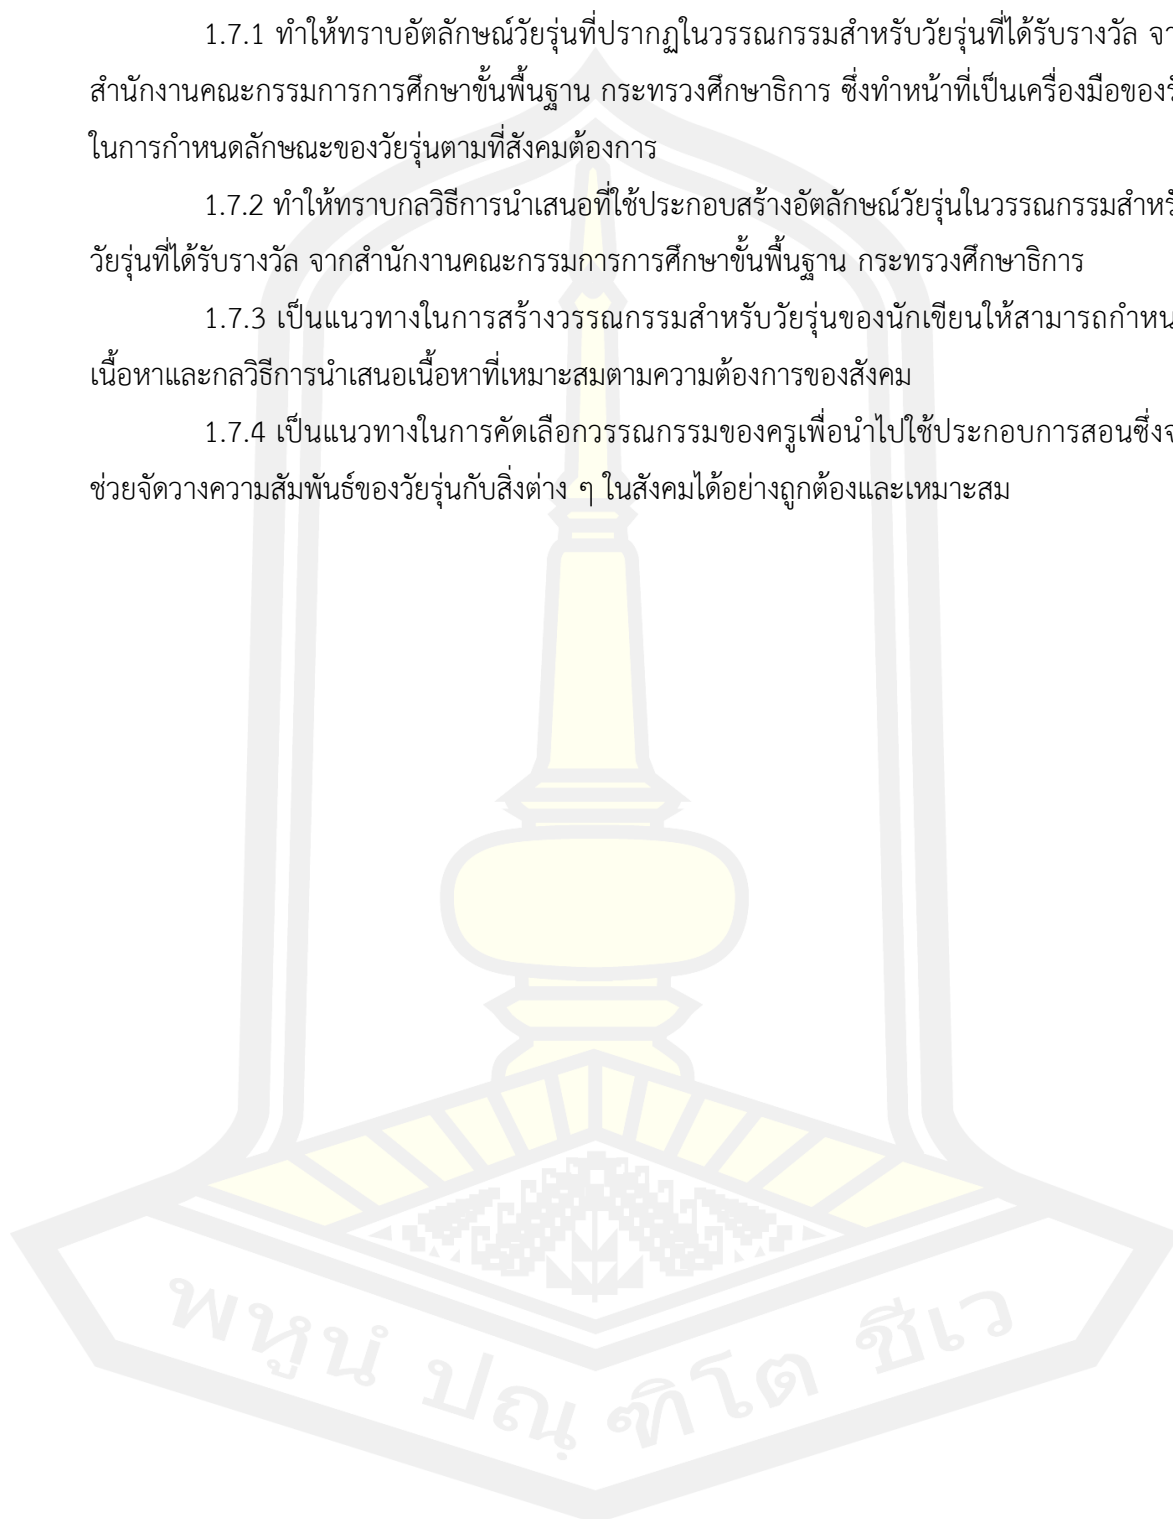 1.7.1 ทำให้ทราบอัตลักษณ์วัยรุ่นที่ปรากฏในวรรณกรรมสำหรับวัยรุ่นที่ได้รับรางวัล จา
สำนักงานคณะกรรมการการศึกษาขั้นพื้นฐาน กระทรวงศึกษาธิการ ซึ่งทำหน้าที่เป็นเครื่องมือของรั
ในการกำหนดลักษณะของวัยรุ่นตามที่สังคมต้องการ
1.7.2 ทำให้ทราบกลวิธีการนำเสนอที่ใช้ประกอบสร้างอัตลักษณ์วัยรุ่นในวรรณกรรมสำหรั
วัยรุ่นที่ได้รับรางวัล จากสำนักงานคณะกรรมการการศึกษาขั้นพื้นฐาน กระทรวงศึกษาธิการ
1.7.3 เป็นแนวทางในการสร้างวรรณกรรมสำหรับวัยรุ่นของนักเขียนให้สามารถกำหน
เนื้อหาและกลวิธีการนำเสนอเนื้อหาที่เหมาะสมตามความต้องการของสังคม
1.7.4 เป็นแนวทางในการคัดเลือกวรรณกรรมของครูเพื่อนำไปใช้ประกอบการสอนซึ่งจ
ช่วยจัดวางความสัมพันธ์ของวัยรุ่นกับสิ่งต่าง ๆ ในสังคมได้อย่างถูกต้องและเหมาะสม
พหูนํ ปณฺฑิโต ชีเว